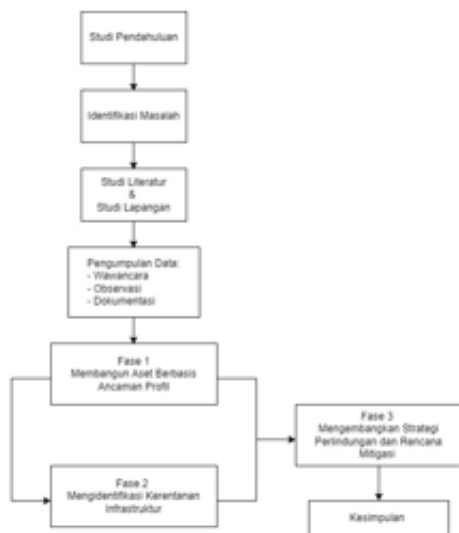 Studi Pendahuluan
Identifikasi Masalah
Studi Literatur
&
Studi Lapangan
Pengumpulan Data:
- Wawancara
- Observasi
- Dokumentasi
Fase 1
Membangun Aset Berbasis
Ancaman Profil
Fase 2
Mengidentifikasi Kerentanan
Infrastruktur
Fase 3
Mengembangkan Strategi
Perlindungan dan Rencana
Mitigasi
Kesimpulan